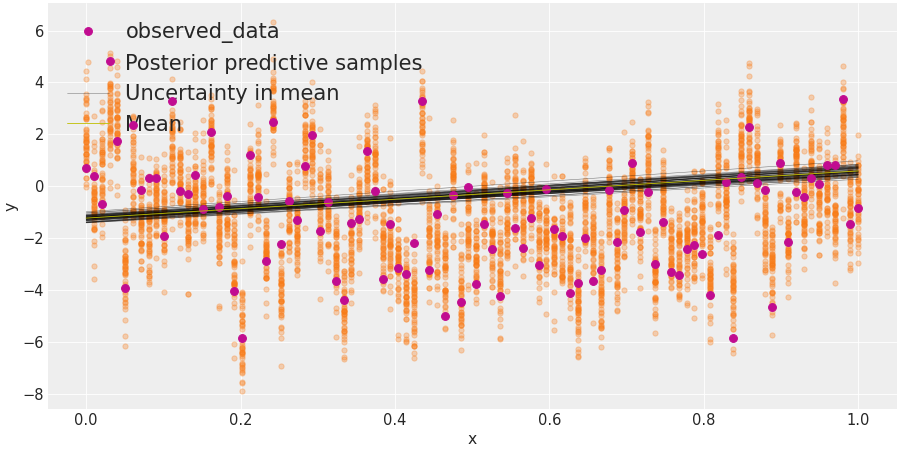 observed_data
Posterior predictive samples
Uncertainty in mean
Mean
y
6
4
2
0
−2
−4
−6
−8
0.0
0.2
0.4
0.6
0.8
1.0
x